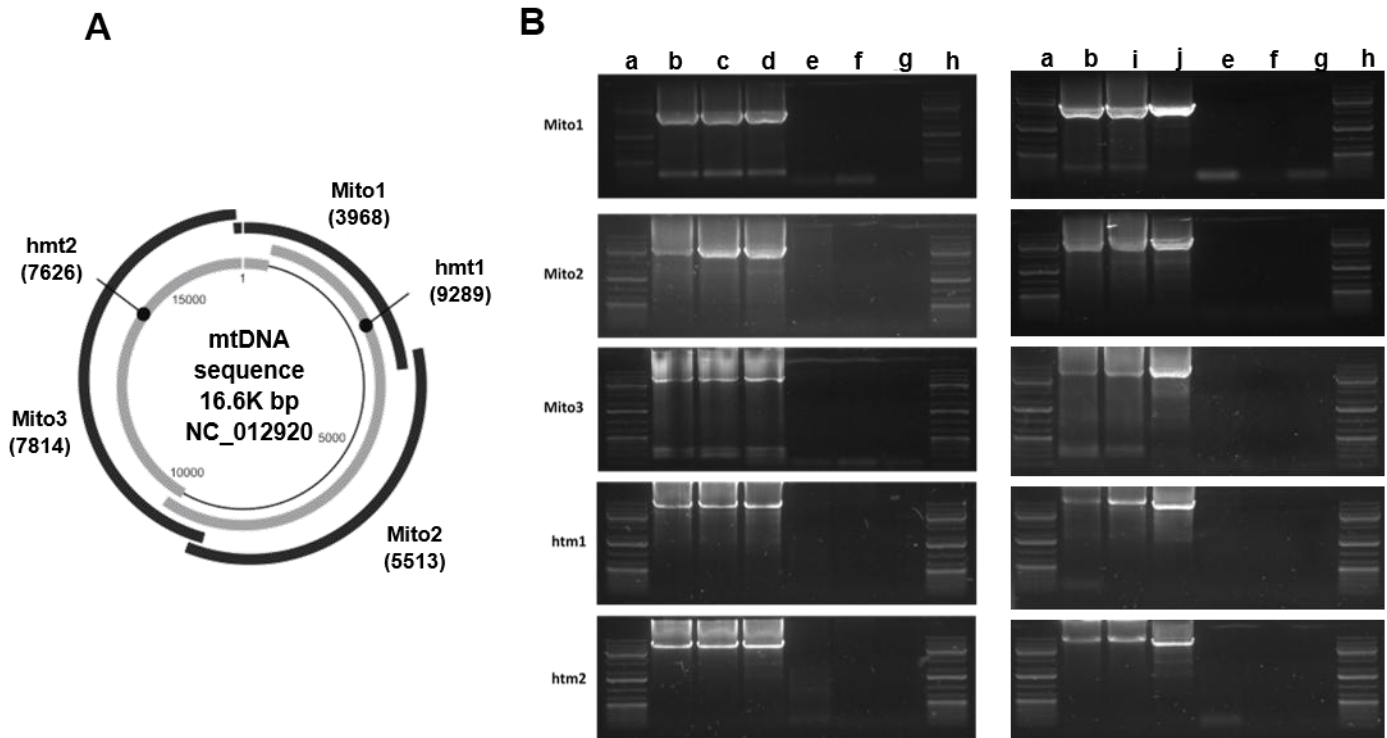 A
Mito1
(3968)
hmt2
(7626)
hmt1
(9289)
1
15000
mtDNA
sequence
16.6K bp
NC_012920
5000
10000
Mito3
(7814)
Mito2
(5513)
B
a b c d e f g h
a b i j e f g h
Mito1
Mito2
Mito3
htm1
htm2